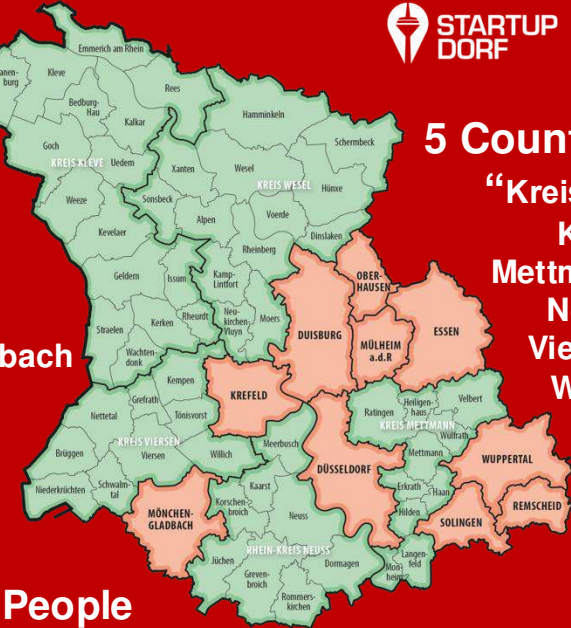 STARTUP
DORF
5 Count
“Kreis
K
Mettm
N
Vie
W
bach
People
Emmerich am Rhein
anen-
burg
Kleve
Rees
Bedburg-
Hau
Kalkar
Hamminkeln
Goch
KREIS KLEVE
Uedem
Xanten
Wesel
Schermbeck
KREIS WESEL
Hünxe
Weeze
Sonsbeck
Alpen
Voerde
Kevelaer
Rheinberg
Dinslaken
Geldern
Issum
Kamp-
Lintfort
OBER-
HAUSEN
Rheurdt
Neu-
kirchen-
Vluyn
Moers
DUISBURG
MÜLHEIM
a.d.R
ESSEN
Straelen
Kerken
Wachten-
donk
Kempen
KREFELD
Grefrath
Nettetal
Tönisvorst
Heiligen-
haus
Velbert
Ratingen
KREIS METTMANN
Wülfrath
KREIS VIERSEN
Meerbusch
Brüggen
Viersen
Willich
Mettmann
DÜSSELDORF
WUPPERTAL
Niederkrüchten
Schwalm-
tal
Kaarst
Erkrath
Haan
MÖNCHEN-
GLADBACH
Korschen-
broich
Neuss
Hilden
SOLINGEN
REMSCHEID
RHEIN-KREIS NEUSS
Jüchen
Dormagen
Langen-
feld
Mon-
heim
Greven-
broich
Rommers-
kirchen